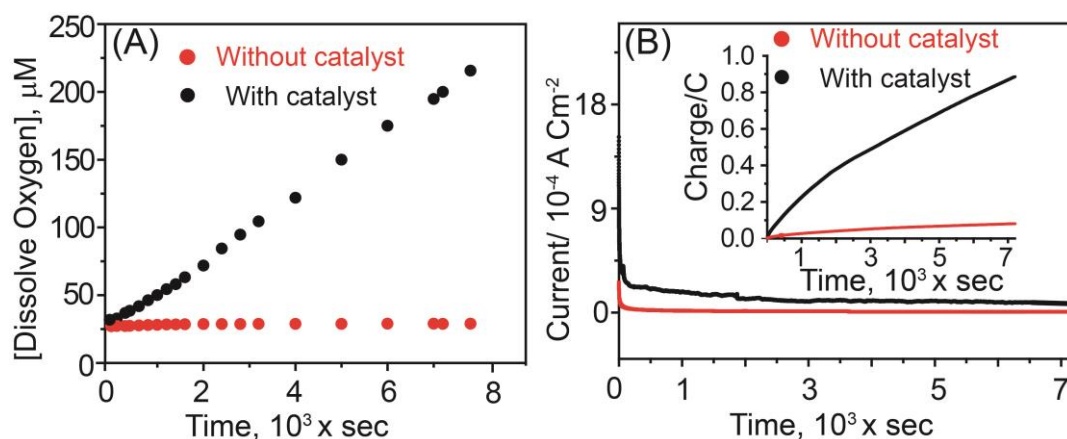 (A)
Without catalyst
With catalyst
[Dissolve Oxygen], µM
250
200
150
100
50
0
0 2 4 6 8
Time, 10³ x sec
(B)
Without catalyst
With catalyst
Current/ 10⁻⁴ A Cm⁻²
18
9
0
0 1 3 5 7
Time, 10³ x sec
Charge/C
1.0
0.8
0.6
0.4
0.2
0.0
1 3 5 7
Time, 10³ x sec